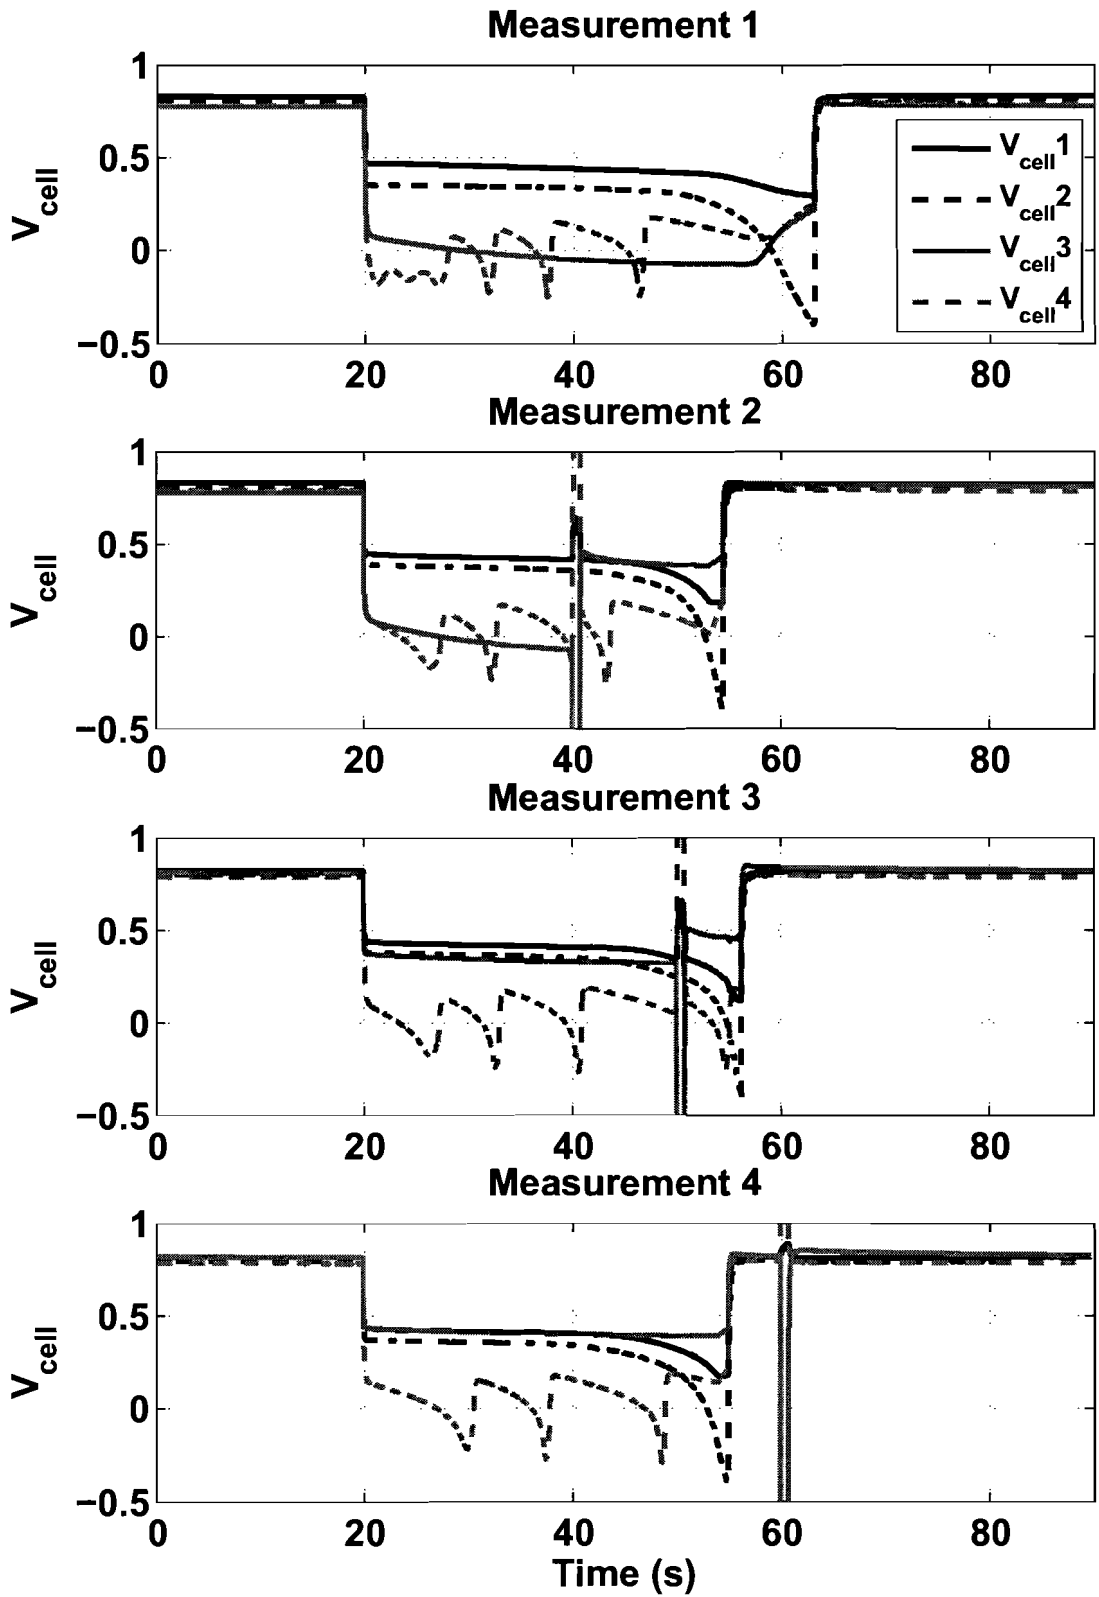 Measurement 1
1
0.5
0
−0.5
V_cell
V_cell1
V_cell2
V_cell3
V_cell4
0 20 40 60 80
Measurement 2
1
0.5
0
−0.5
V_cell
0 20 40 60 80
Measurement 3
1
0.5
0
−0.5
V_cell
0 20 40 60 80
Measurement 4
1
0.5
0
−0.5
V_cell
0 20 40 60 80
Time (s)